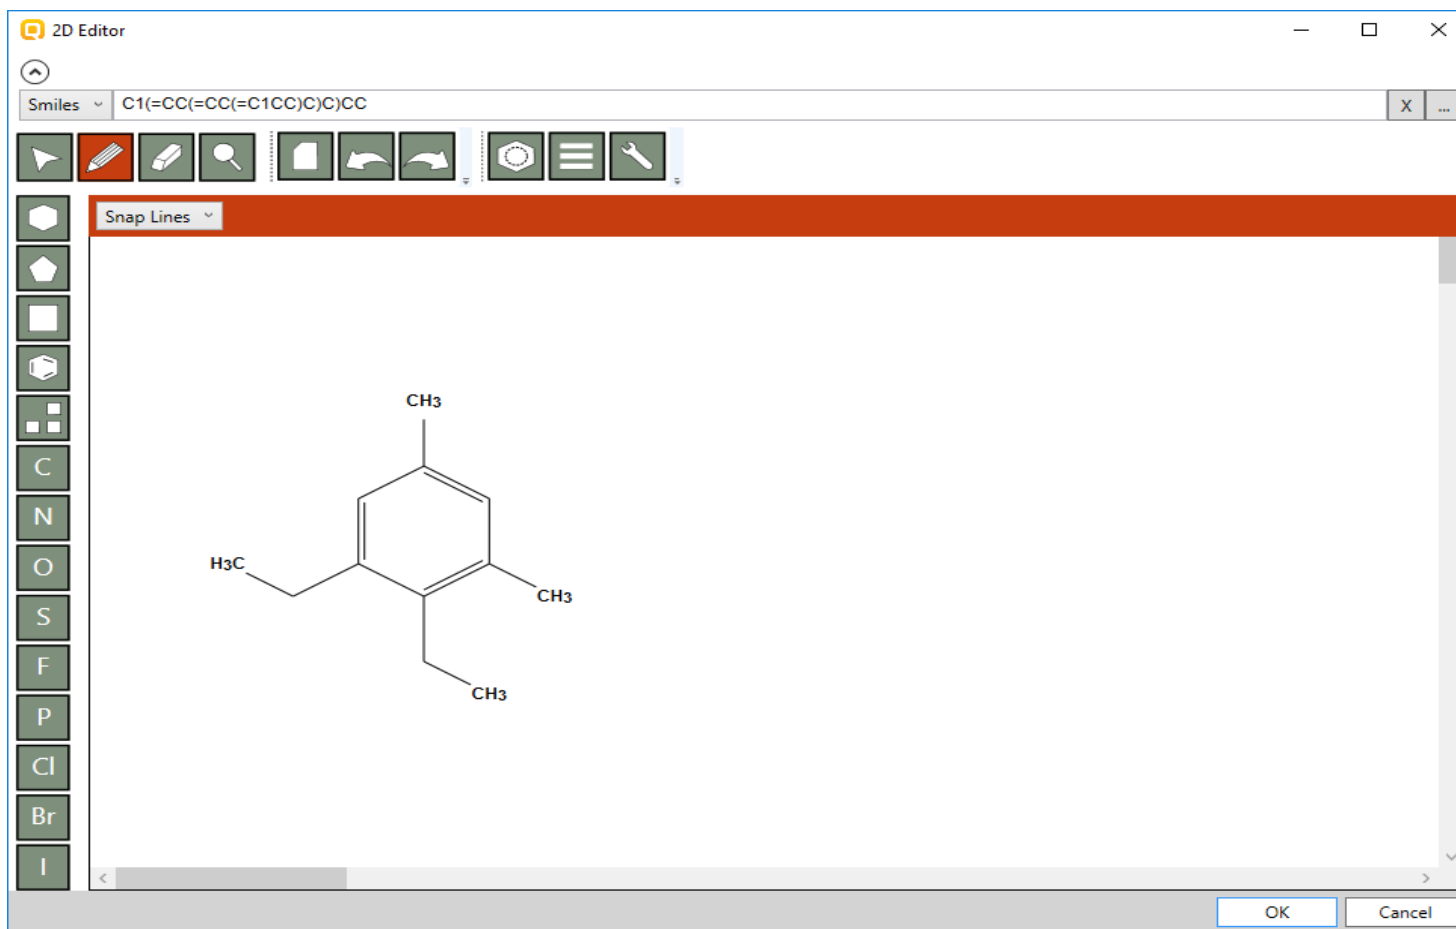 2D Editor
Smiles C1(=CC(=CC(=C1CC)C)C)CC X ...
Snap Lines
C
N
O
S
F
P
Cl
Br
I
CH3
H3C
CH3
CH3
OK Cancel